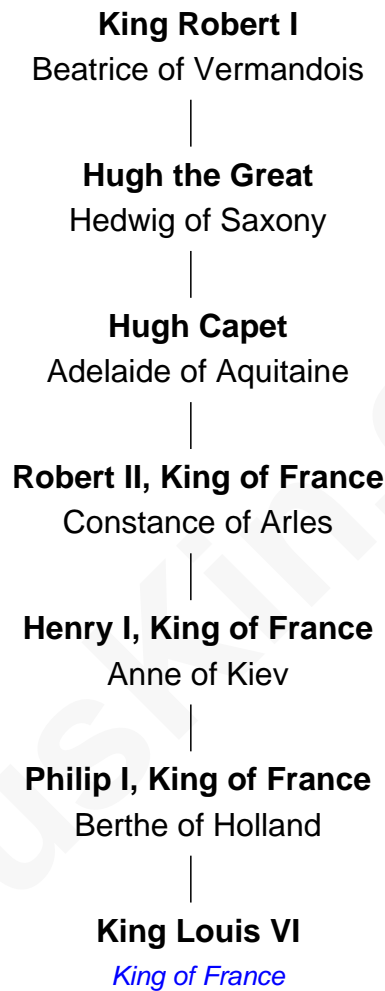 King Robert I
Beatrice of Vermandois
Hugh the Great
Hedwig of Saxony
Hugh Capet
Adelaide of Aquitaine
Robert II, King of France
Constance of Arles
Henry I, King of France
Anne of Kiev
Philip I, King of France
Berthe of Holland
King Louis VI
King of France